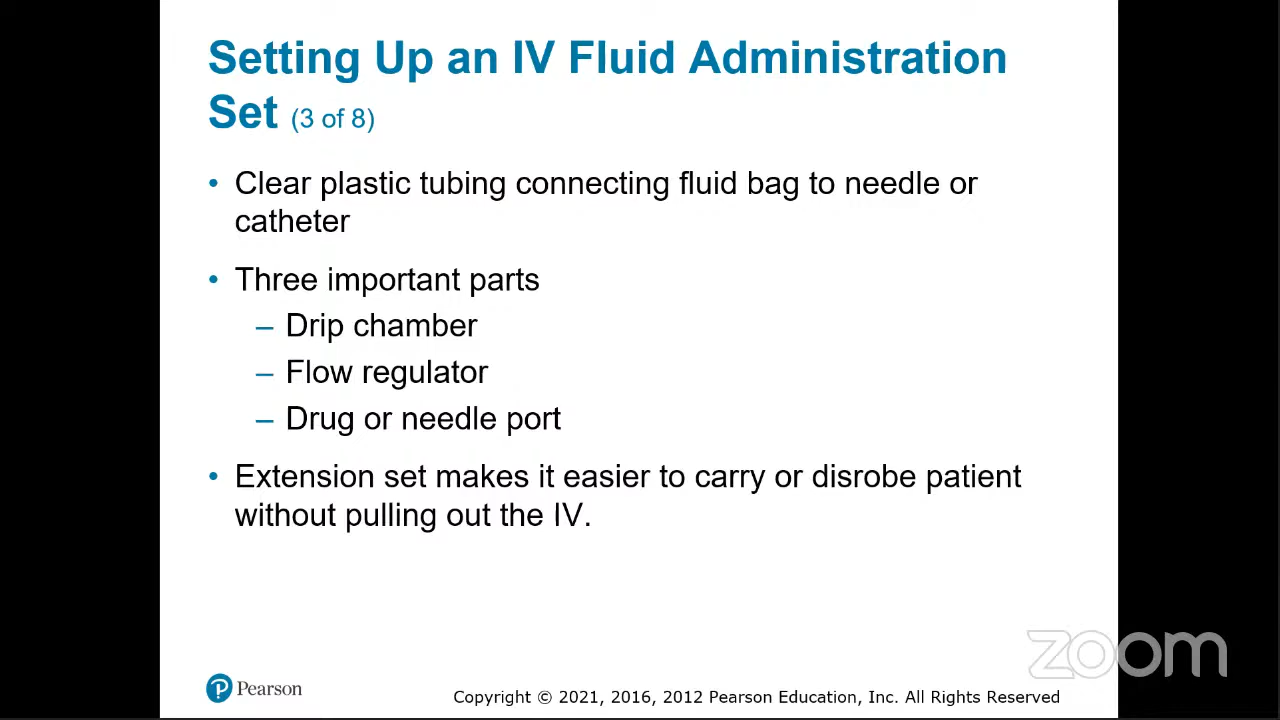 Setting Up an IV Fluid Administration
Set (3 of 8)
• Clear plastic tubing connecting fluid bag to needle or
catheter
• Three important parts
– Drip chamber
– Flow regulator
– Drug or needle port
• Extension set makes it easier to carry or disrobe patient
without pulling out the IV.
zoom
Pearson
Copyright © 2021, 2016, 2012 Pearson Education, Inc. All Rights Reserved